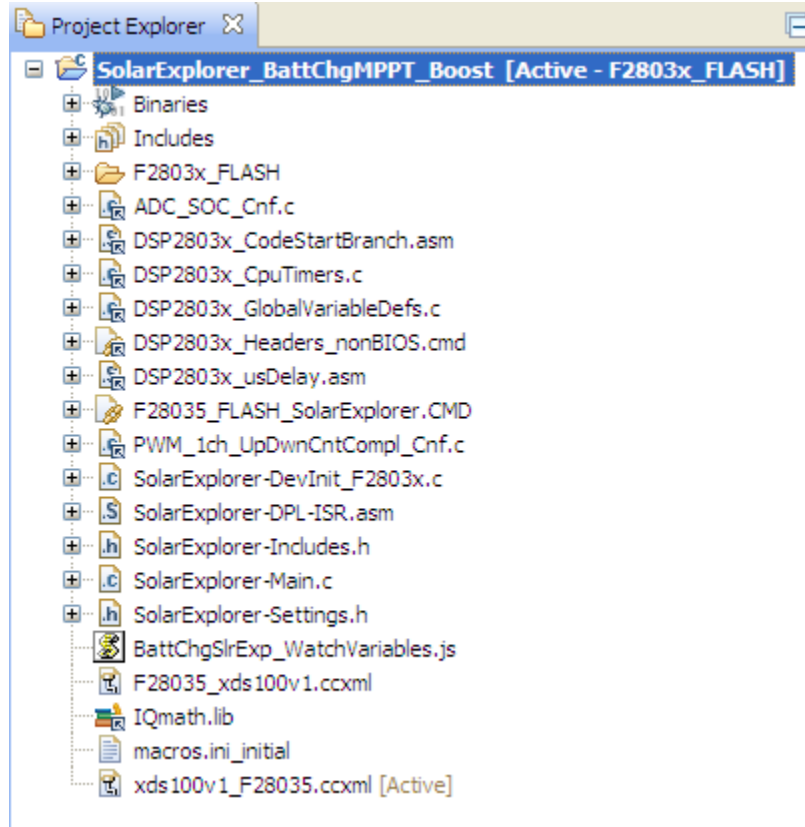 Project Explorer
SolarExplorer_BattChgMPPT_Boost [Active - F2803x_FLASH]
Binaries
Includes
F2803x_FLASH
ADC_SOC_Cnf.c
DSP2803x_CodeStartBranch.asm
DSP2803x_CpuTimers.c
DSP2803x_GlobalVariableDefs.c
DSP2803x_Headers_nonBIOS.cmd
DSP2803x_usDelay.asm
F28035_FLASH_SolarExplorer.CMD
PWM_1ch_UpDwnCntCompl_Cnf.c
SolarExplorer-DevInit_F2803x.c
SolarExplorer-DPL-ISR.asm
SolarExplorer-Includes.h
SolarExplorer-Main.c
SolarExplorer-Settings.h
BattChgSlrExp_WatchVariables.js
F28035_xds100v1.ccxml
IQmath.lib
macros.ini_initial
xds100v1_F28035.ccxml [Active]